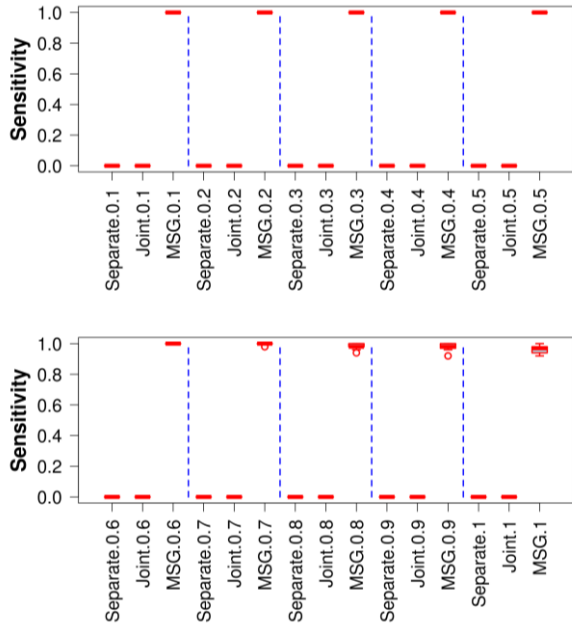 Sensitivity
1.0
0.8
0.6
0.4
0.2
0.0
Separate.0.1
Joint.0.1
MSG.0.1
Separate.0.2
Joint.0.2
MSG.0.2
Separate.0.3
Joint.0.3
MSG.0.3
Separate.0.4
Joint.0.4
MSG.0.4
Separate.0.5
Joint.0.5
MSG.0.5
Sensitivity
1.0
0.8
0.6
0.4
0.2
0.0
Separate.0.6
Joint.0.6
MSG.0.6
Separate.0.7
Joint.0.7
MSG.0.7
Separate.0.8
Joint.0.8
MSG.0.8
Separate.0.9
Joint.0.9
MSG.0.9
Separate.1
Joint.1
MSG.1